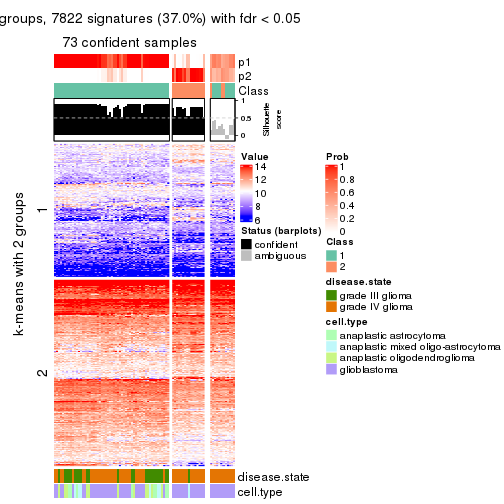 groups, 7822 signatures (37.0%) with fdr < 0.05
73 confident samples
p1
p2
Class
1
0.5
0
Silhouette
score
k-means with 2 groups
1
2
Value
14
12
10
8
6
Status (barplots)
confident
ambiguous
Prob
1
0.8
0.6
0.4
0.2
0
Class
1
2
disease.state
grade III glioma
grade IV glioma
cell.type
anaplastic astrocytoma
anaplastic mixed oligo-astrocytoma
anaplastic oligodendroglioma
glioblastoma
disease.state
cell.type